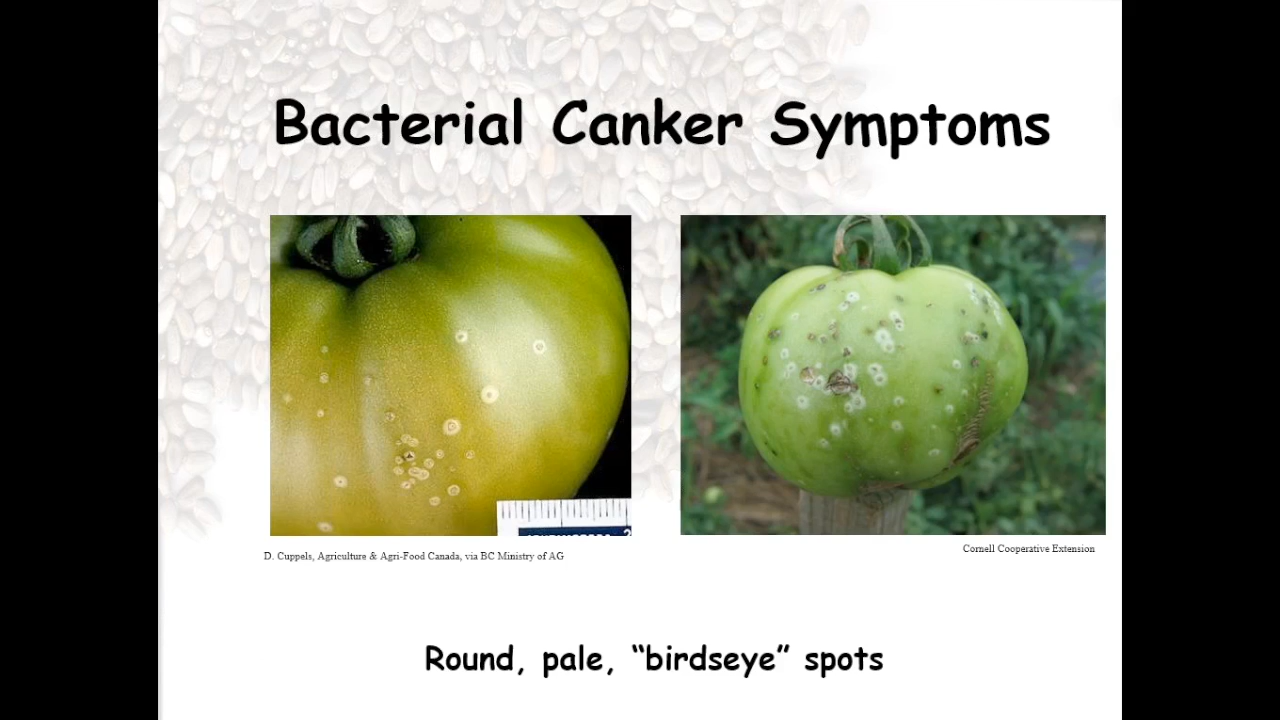 Bacterial Canker Symptoms
D. Cuppels, Agriculture & Agri-Food Canada, via BC Ministry of AG
Cornell Cooperative Extension
Round, pale, “birdseye” spots